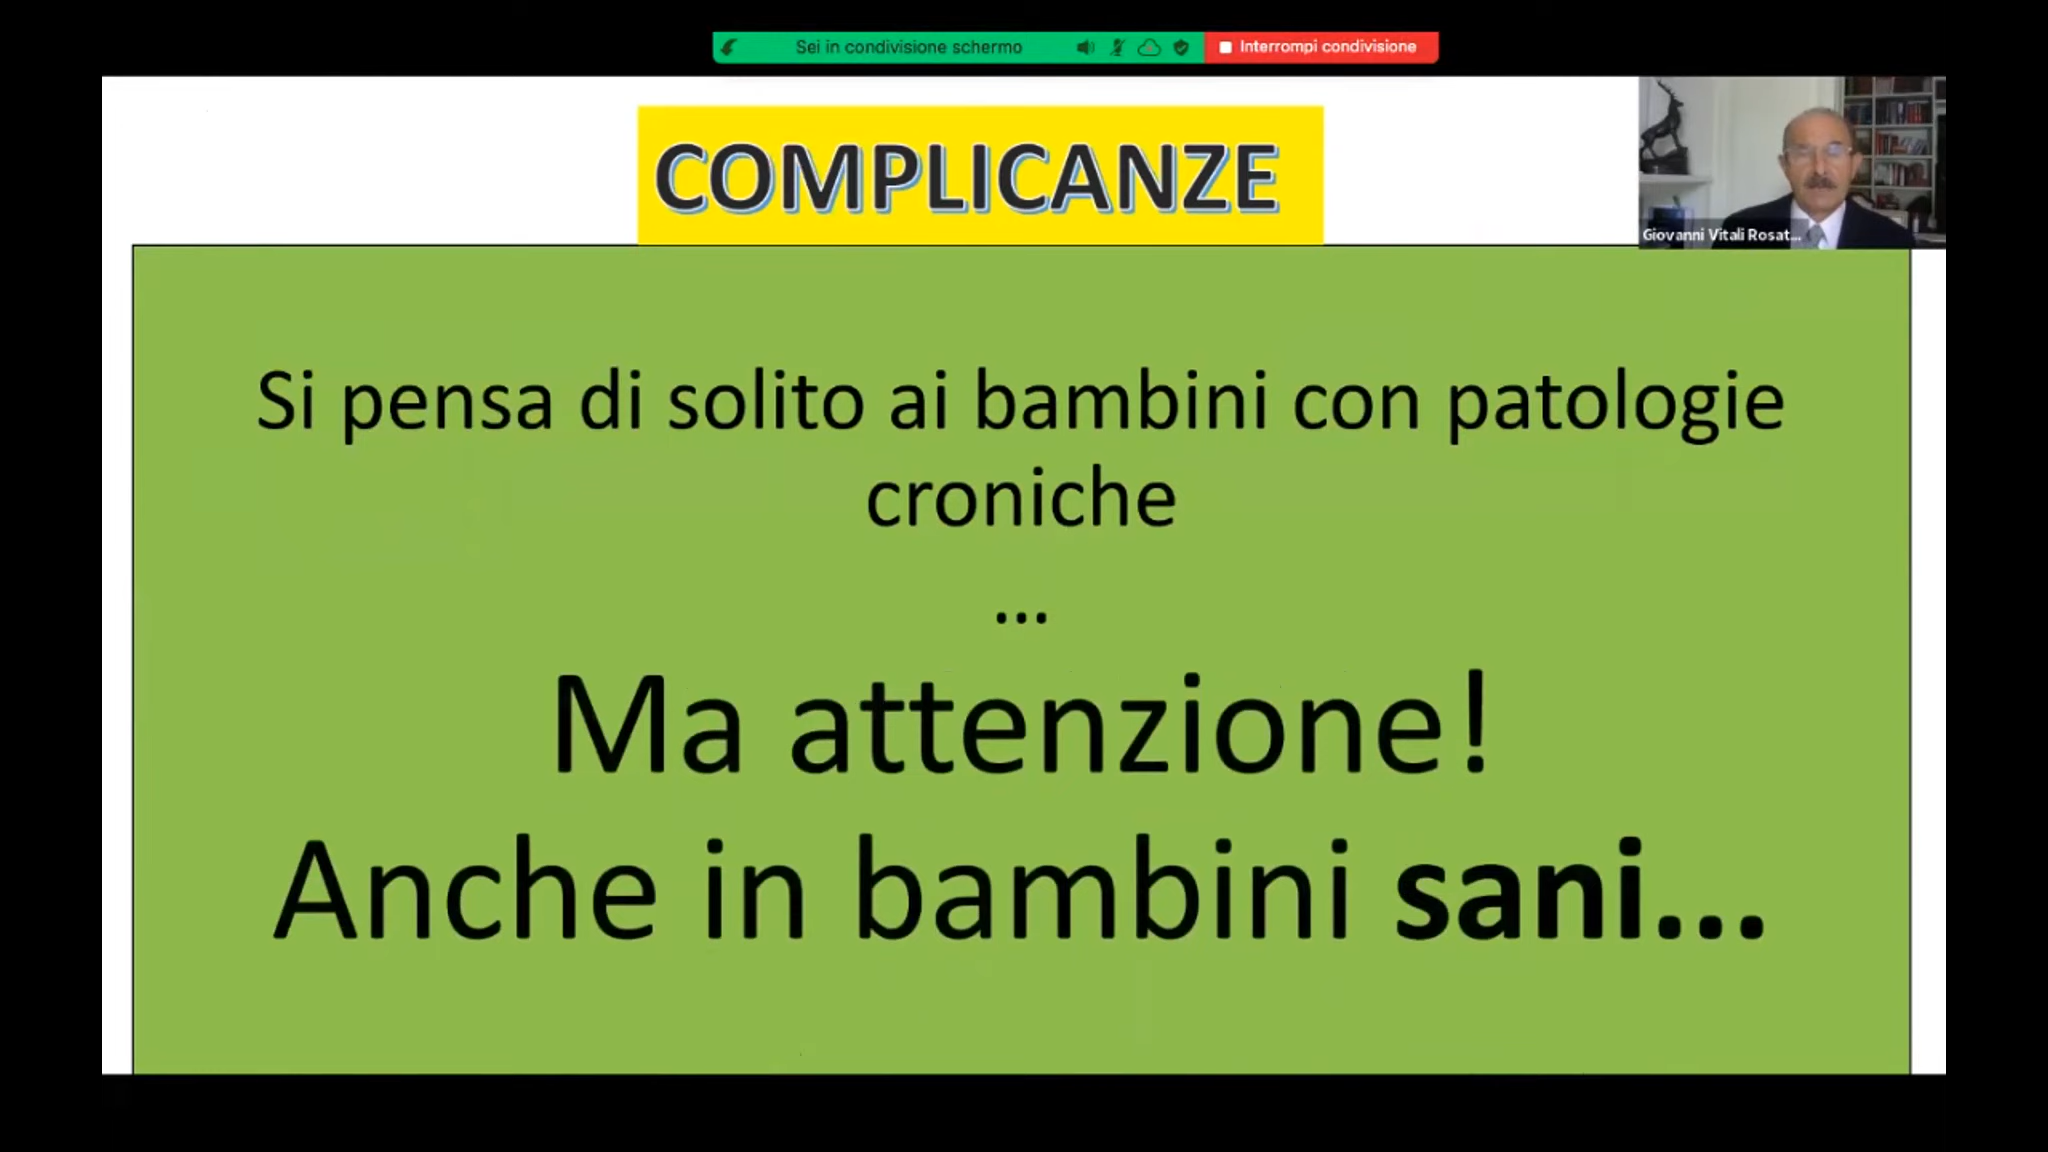 Sei in condivisione schermo
Interrompi condivisione
COMPLICANZE
Giovanni Vitali Rosat...
Si pensa di solito ai bambini con patologie
croniche
...
Ma attenzione!
Anche in bambini sani...